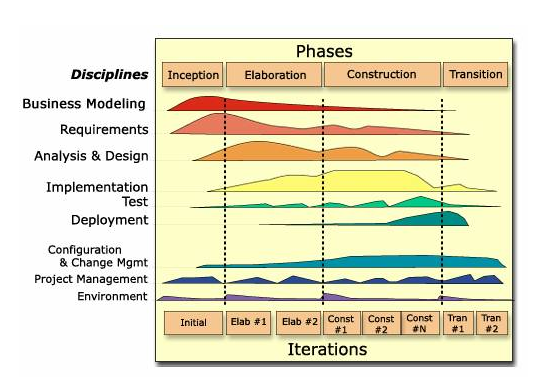 Phases
Disciplines
Inception
Elaboration
Construction
Transition
Business Modeling
Requirements
Analysis & Design
Implementation
Test
Deployment
Configuration
& Change Mgmt
Project Management
Environment
Initial
Elab #1
Elab #2
Const
#1
Const
#2
Const
#N
Tran
#1
Tran
#2
Iterations